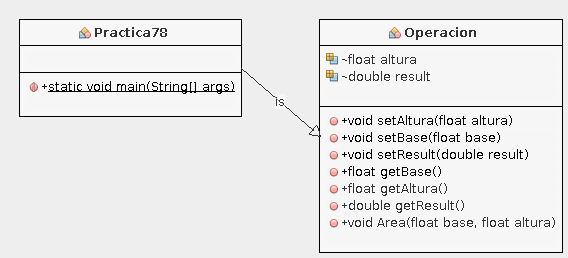 Practica78
+static void main(String[] args)
is
Operacion
~float altura
~double result
+void setAltura(float altura)
+void setBase(float base)
+void setResult(double result)
+float getBase()
+float getAltura()
+double getResult()
+void Area(float base, float altura)